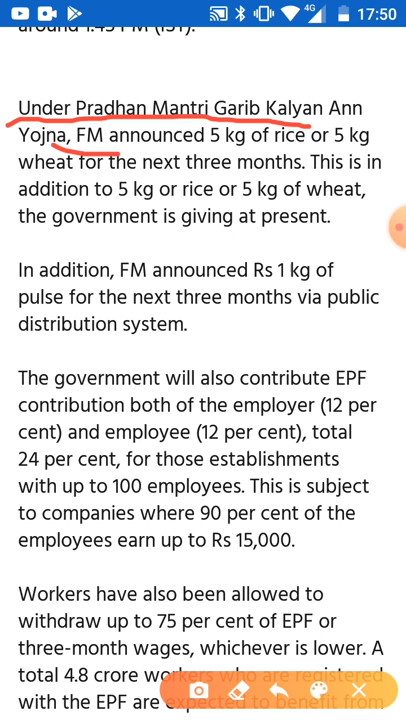 4G 17:50
around 1.45 PM (IST).
Under Pradhan Mantri Garib Kalyan Ann
Yojna, FM announced 5 kg of rice or 5 kg
wheat for the next three months. This is in
addition to 5 kg or rice or 5 kg of wheat,
the government is giving at present.
In addition, FM announced Rs 1 kg of
pulse for the next three months via public
distribution system.
The government will also contribute EPF
contribution both of the employer (12 per
cent) and employee (12 per cent), total
24 per cent, for those establishments
with up to 100 employees. This is subject
to companies where 90 per cent of the
employees earn up to Rs 15,000.
Workers have also been allowed to
withdraw up to 75 per cent of EPF or
three-month wages, whichever is lower. A
total 4.8 crore workers who are registered
with the EPF are expected to benefit from